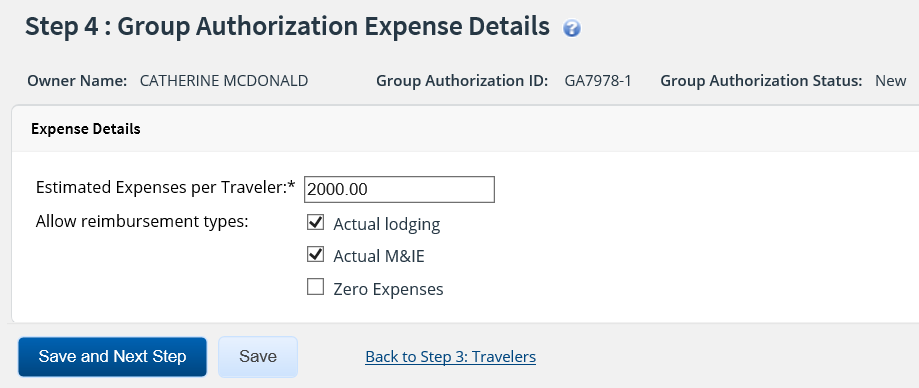 Step 4 : Group Authorization Expense Details ?
Owner Name: CATHERINE MCDONALD Group Authorization ID: GA7978-1 Group Authorization Status: New
Expense Details
Estimated Expenses per Traveler:* 2000.00
Allow reimbursement types: Actual lodging
Actual M&IE
Zero Expenses
Save and Next Step Save Back to Step 3: Travelers